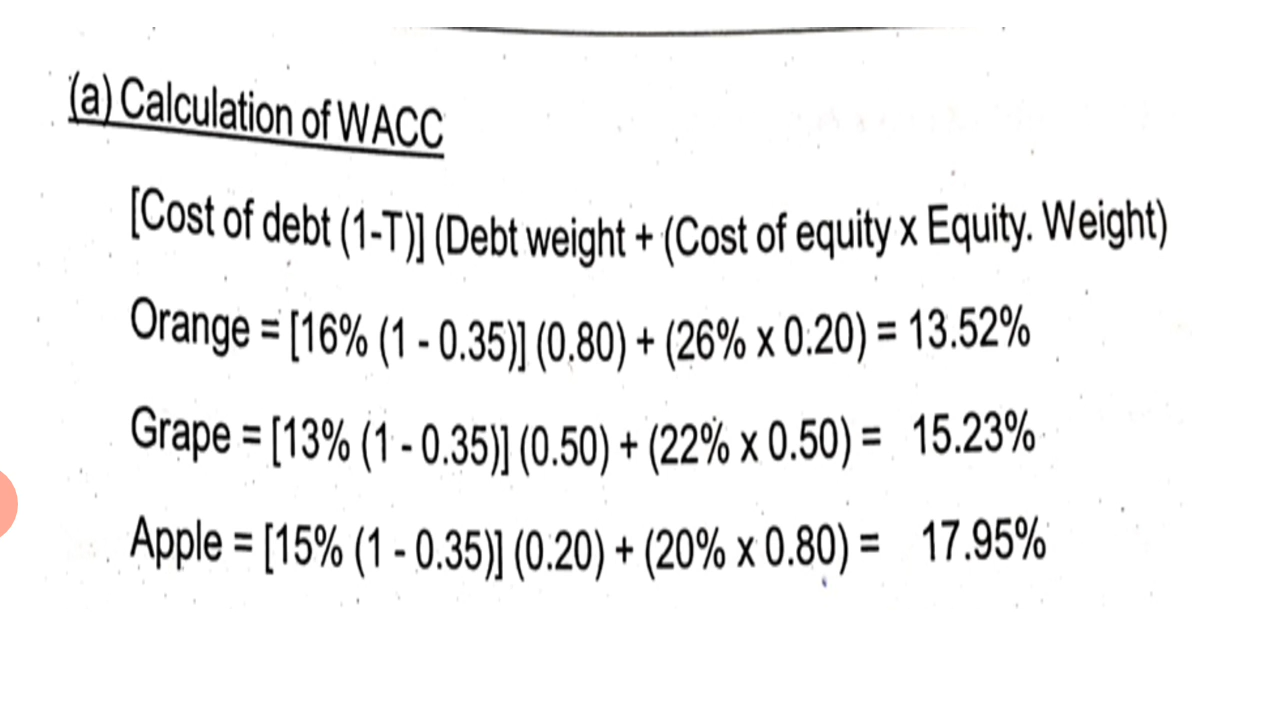 (a) Calculation of WACC
[Cost of debt (1-T)] (Debt weight + (Cost of equity x Equity. Weight)
Orange = [16% (1 - 0.35)] (0.80) + (26% x 0.20) = 13.52%
Grape = [13% (1 - 0.35)] (0.50) + (22% x 0.50) = 15.23%
Apple = [15% (1 - 0.35)] (0.20) + (20% x 0.80) = 17.95%